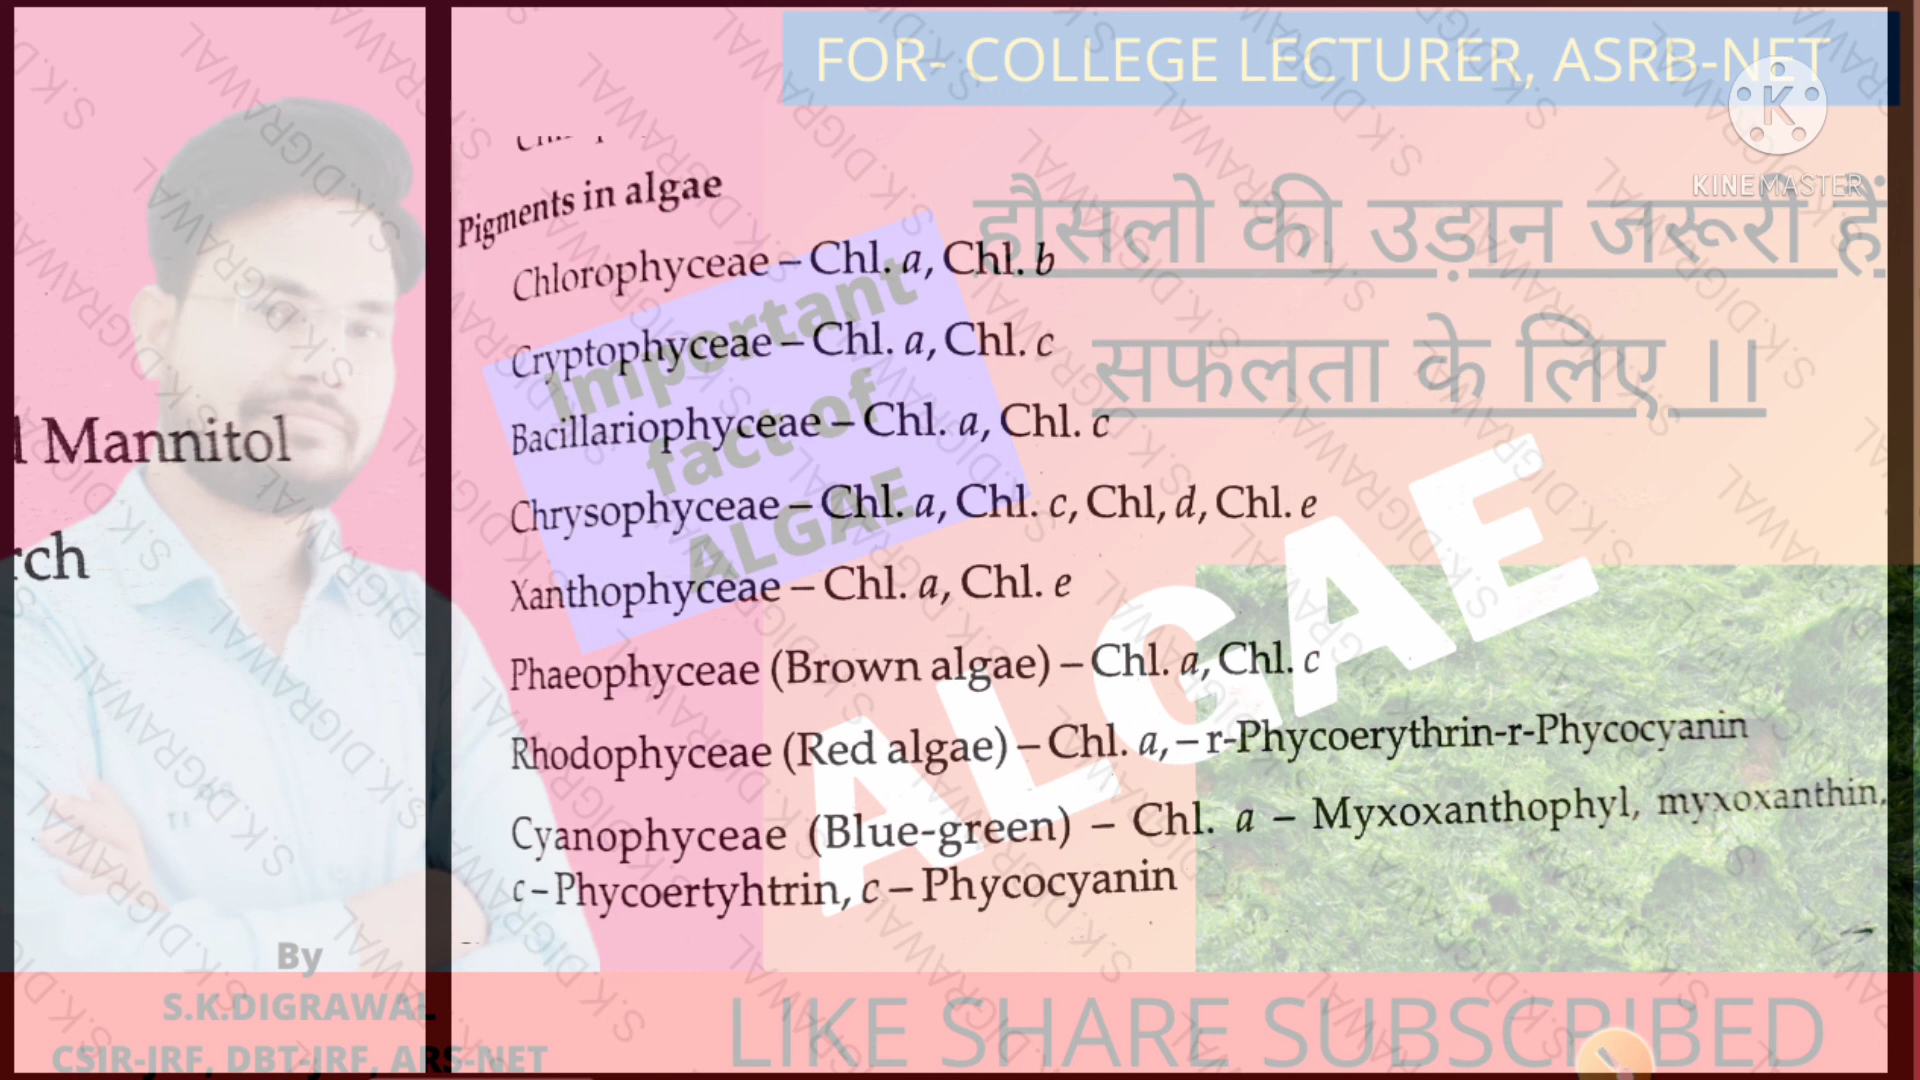 FOR- COLLEGE LECTURER, ASRB-NET
KINEMASTER
हौसलो की उड़ान जरूरी हैं
सफलता के लिए ।।
Pigments in algae
Chlorophyceae – Chl. a, Chl. b
Cryptophyceae – Chl. a, Chl. c
Bacillariophyceae – Chl. a, Chl. c
Chrysophyceae – Chl. a, Chl. c, Chl, d, Chl. e
Xanthophyceae – Chl. a, Chl. e
Phaeophyceae (Brown algae) – Chl. a, Chl. c
Rhodophyceae (Red algae) – Chl. a, – r-Phycoerythrin-r-Phycocyanin
Cyanophyceae (Blue-green) – Chl. a – Myxoxanthophyl, myxoxanthin,
c – Phycoertyhtrin, c – Phycocyanin
Important
fact of
ALGAE
ALGAE
Mannitol
rch
By
S.K.DIGRAWAL
CSIR-JRF, DBT-JRF, ARS-NET
LIKE SHARE SUBSCRIBED
S.K.DIGRAWAL